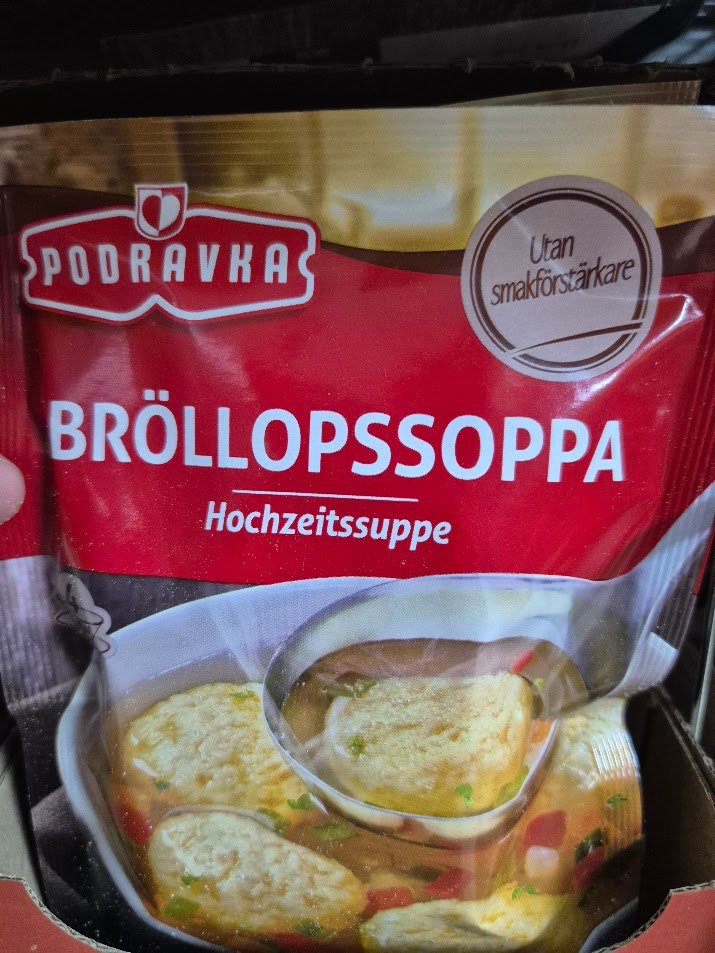 PODRAVKA
Utan
smakförstärkare
BRÖLLOPSSOPPA
Hochzeitssuppe